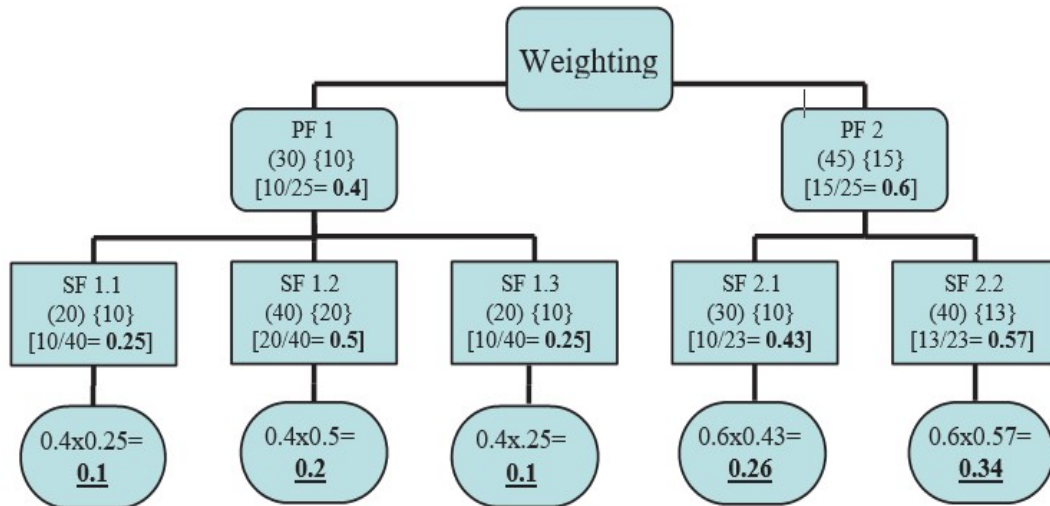 Weighting
PF 1
(30) {10}
[10/25= 0.4]
PF 2
(45) {15}
[15/25= 0.6]
SF 1.1
(20) {10}
[10/40= 0.25]
SF 1.2
(40) {20}
[20/40= 0.5]
SF 1.3
(20) {10}
[10/40= 0.25]
SF 2.1
(30) {10}
[10/23= 0.43]
SF 2.2
(40) {13}
[13/23= 0.57]
0.4x0.25=
0.1
0.4x0.5=
0.2
0.4x.25=
0.1
0.6x0.43=
0.26
0.6x0.57=
0.34